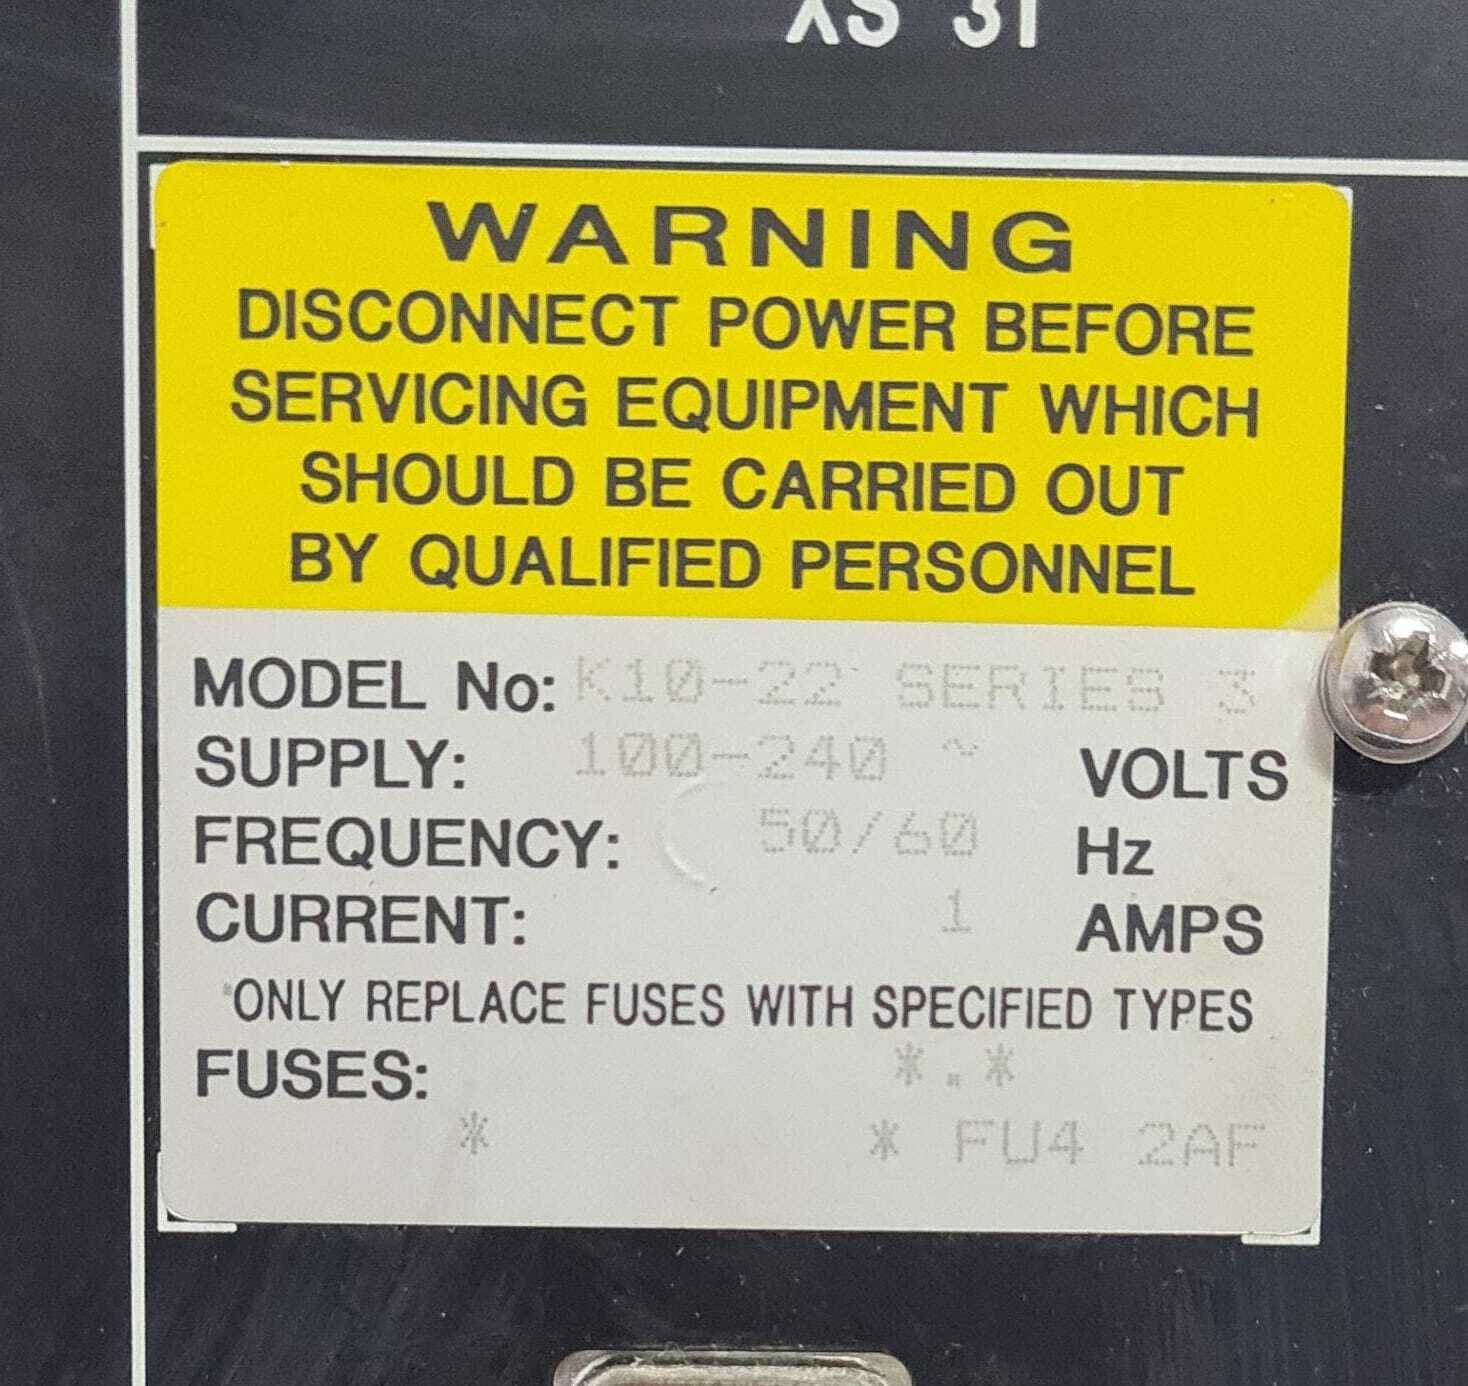 XS 31
WARNING
DISCONNECT POWER BEFORE
SERVICING EQUIPMENT WHICH
SHOULD BE CARRIED OUT
BY QUALIFIED PERSONNEL
MODEL No: K10-22 SERIES 3
SUPPLY: 100-240 ~ VOLTS
FREQUENCY: 50/60 Hz
CURRENT: 1 AMPS
*ONLY REPLACE FUSES WITH SPECIFIED TYPES
FUSES: *.*
* * FU4 2AF